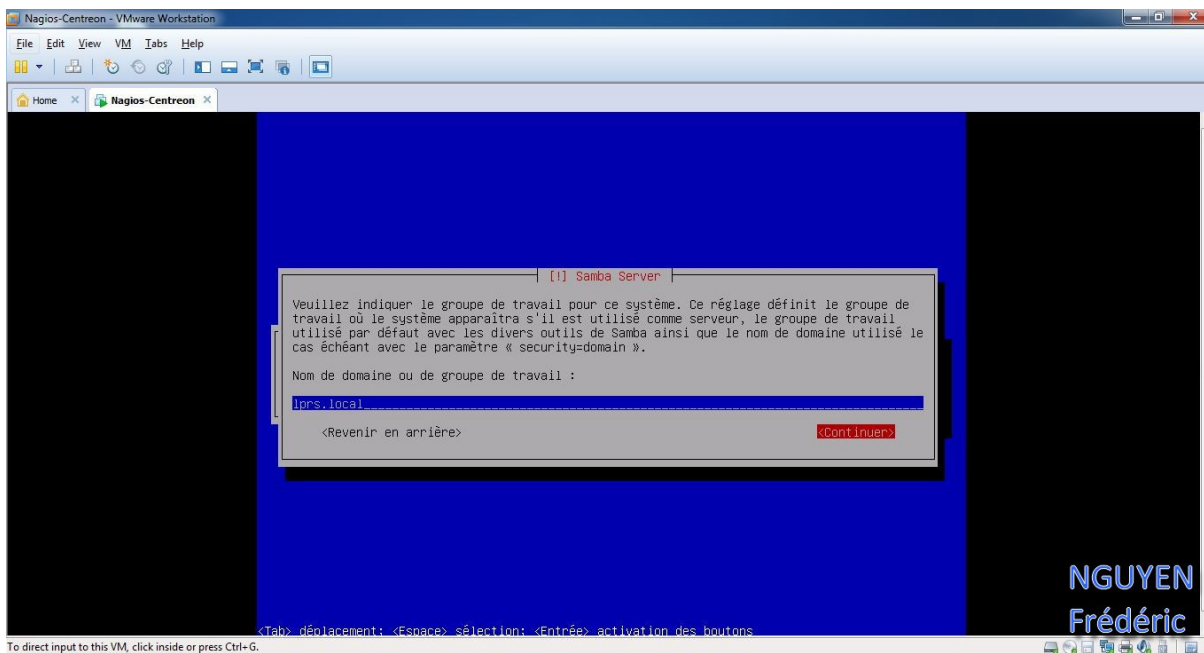 Nagios-Centreon - VMware Workstation
File Edit View VM Tabs Help
Home Nagios-Centreon
[!] Samba Server
Veuillez indiquer le groupe de travail pour ce système. Ce réglage définit le groupe de
travail où le système apparaîtra s'il est utilisé comme serveur, le groupe de travail
utilisé par défaut avec les divers outils de Samba ainsi que le nom de domaine utilisé le
cas échéant avec le paramètre « security=domain ».
Nom de domaine ou de groupe de travail :
lprs.local
<Revenir en arrière> <Continuer>
<Tab> déplacement; <Espace> sélection; <Entrée> activation des boutons
To direct input to this VM, click inside or press Ctrl+G.
NGUYEN
Frédéric